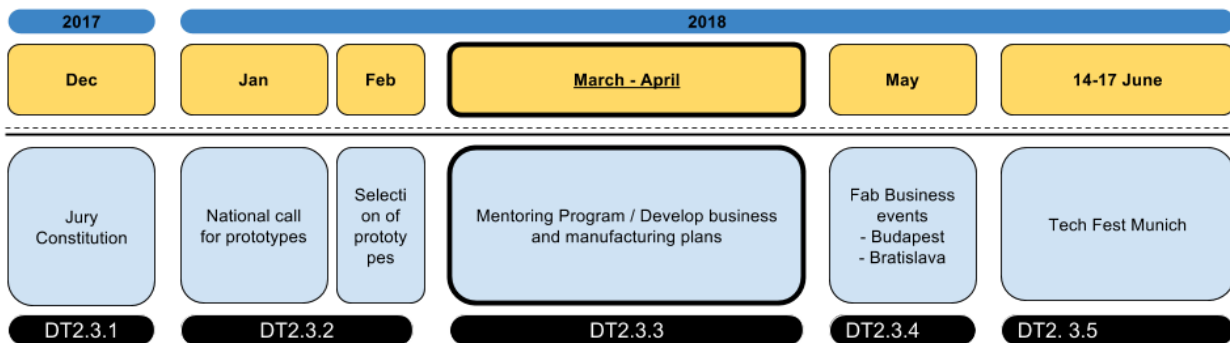 2017
2018
Dec
Jan
Feb
March - April
May
14-17 June
Jury
Constitution
National call
for prototypes
Selecti
on of
prototy
pes
Mentoring Program / Develop business
and manufacturing plans
Fab Business
events
- Budapest
- Bratislava
Tech Fest Munich
DT2.3.1
DT2.3.2
DT2.3.3
DT2.3.4
DT2. 3.5